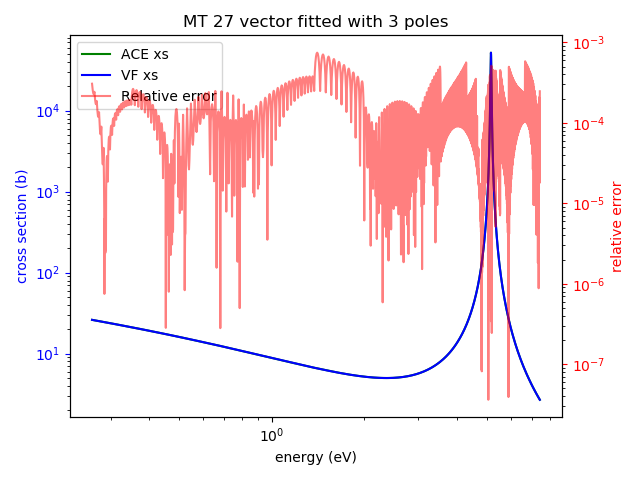 MT 27 vector fitted with 3 poles
ACE xs
VF xs
Relative error
10⁴
10³
10²
10¹
cross section (b)
10⁻³
10⁻⁴
10⁻⁵
10⁻⁶
10⁻⁷
relative error
10⁰
energy (eV)